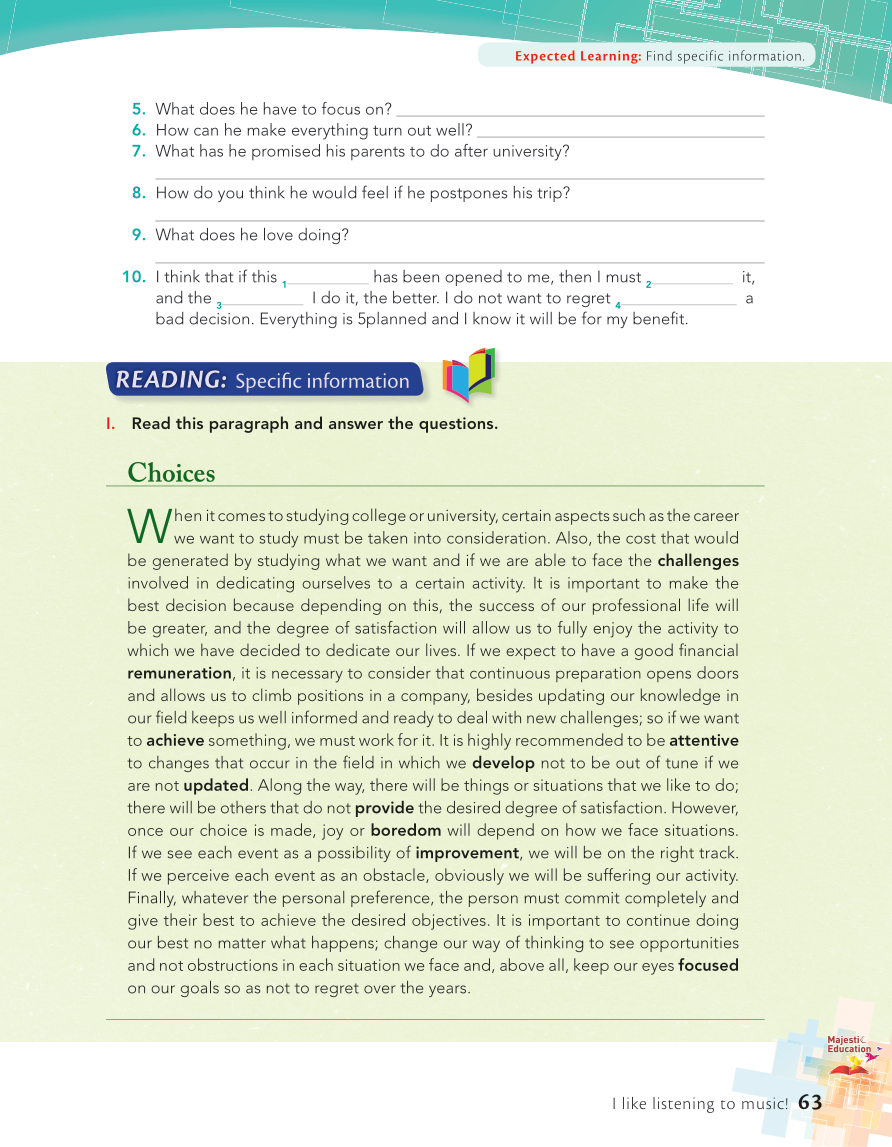 Expected Learning: Find specific information.
5. What does he have to focus on?
6. How can he make everything turn out well?
7. What has he promised his parents to do after university?
8. How do you think he would feel if he postpones his trip?
9. What does he love doing?
10. I think that if this 1 has been opened to me, then I must 2 it,
and the 3 I do it, the better. I do not want to regret 4 a
bad decision. Everything is 5planned and I know it will be for my benefit.
READING: Specific information
I. Read this paragraph and answer the questions.
Choices
When it comes to studying college or university, certain aspects such as the career
we want to study must be taken into consideration. Also, the cost that would
be generated by studying what we want and if we are able to face the challenges
involved in dedicating ourselves to a certain activity. It is important to make the
best decision because depending on this, the success of our professional life will
be greater, and the degree of satisfaction will allow us to fully enjoy the activity to
which we have decided to dedicate our lives. If we expect to have a good financial
remuneration, it is necessary to consider that continuous preparation opens doors
and allows us to climb positions in a company, besides updating our knowledge in
our field keeps us well informed and ready to deal with new challenges; so if we want
to achieve something, we must work for it. It is highly recommended to be attentive
to changes that occur in the field in which we develop not to be out of tune if we
are not updated. Along the way, there will be things or situations that we like to do;
there will be others that do not provide the desired degree of satisfaction. However,
once our choice is made, joy or boredom will depend on how we face situations.
If we see each event as a possibility of improvement, we will be on the right track.
If we perceive each event as an obstacle, obviously we will be suffering our activity.
Finally, whatever the personal preference, the person must commit completely and
give their best to achieve the desired objectives. It is important to continue doing
our best no matter what happens; change our way of thinking to see opportunities
and not obstructions in each situation we face and, above all, keep our eyes focused
on our goals so as not to regret over the years.
Majestic
Education
I like listening to music! 63